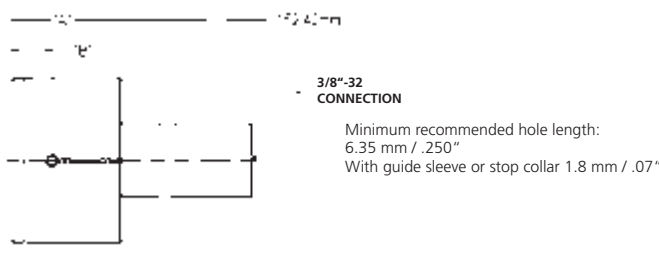 3/8"-32
CONNECTION
Minimum recommended hole length:
6.35 mm / .250"
With guide sleeve or stop collar 1.8 mm / .07"